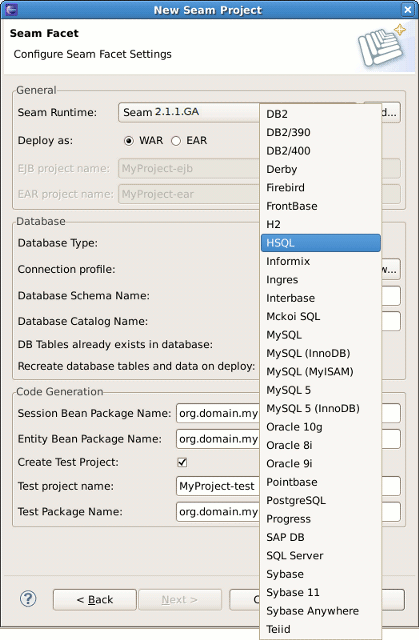 New Seam Project
Seam Facet
Configure Seam Facet Settings
General
Seam Runtime: Seam 2.1.1.GA d...
Deploy as: WAR EAR
EJB project name: MyProject-ejb
EAR project name: MyProject-ear
Database
Database Type:
Connection profile: w...
Database Schema Name:
Database Catalog Name:
DB Tables already exists in database:
Recreate database tables and data on deploy:
Code Generation
Session Bean Package Name: org.domain.my
Entity Bean Package Name: org.domain.my
Create Test Project:
Test project name: MyProject-test
Test Package Name: org.domain.my
DB2
DB2/390
DB2/400
Derby
Firebird
FrontBase
H2
HSQL
Informix
Ingres
Interbase
Mckoi SQL
MySQL
MySQL (InnoDB)
MySQL (MyISAM)
MySQL 5
MySQL 5 (InnoDB)
Oracle 10g
Oracle 8i
Oracle 9i
Pointbase
PostgreSQL
Progress
SAP DB
SQL Server
Sybase
Sybase 11
Sybase Anywhere
Teiid
? < Back Next >